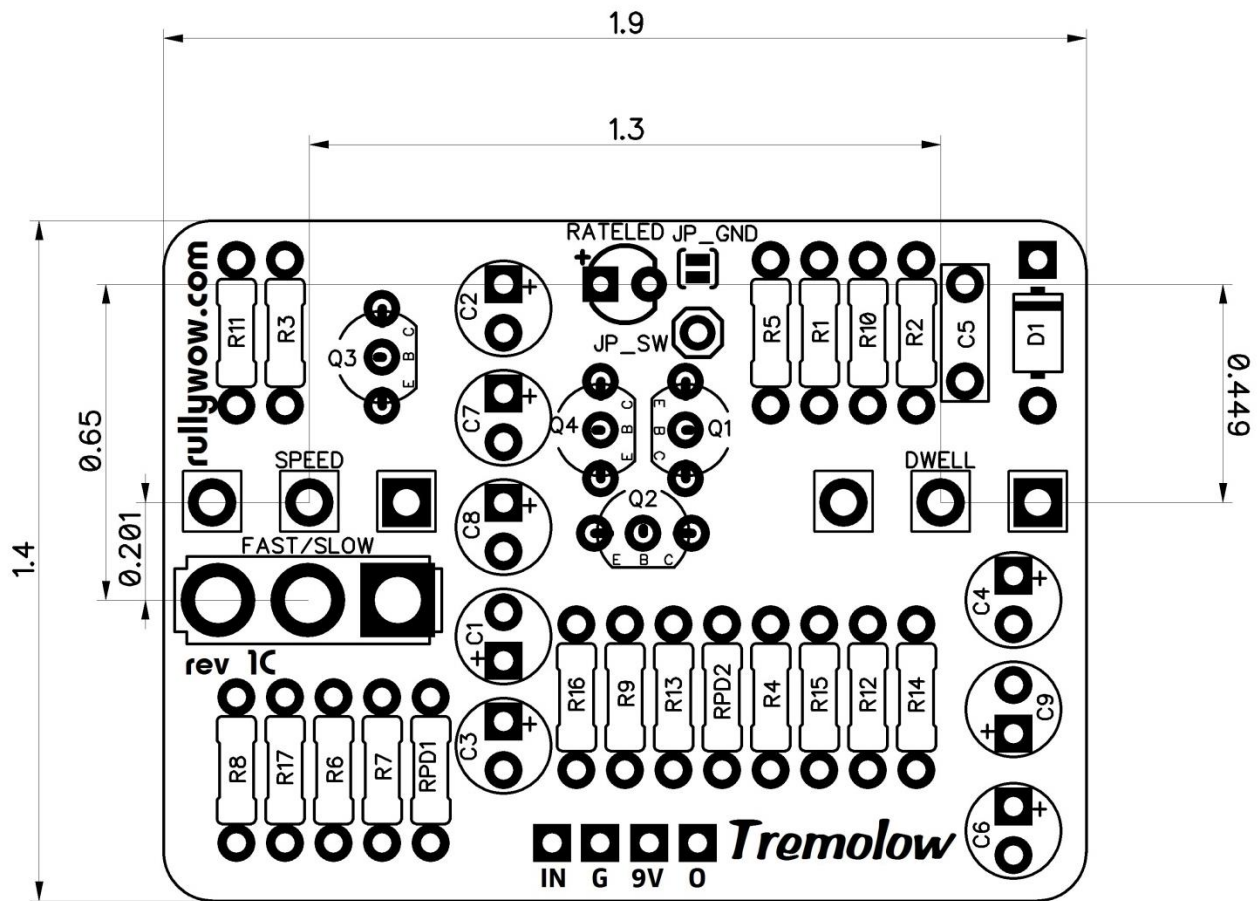 1.9
1.3
RATELED JP_GND
+
rullywow.com
R11
R3
Q3
C
B
E
C2
+
JP_SW
R5
R1
R10
R2
C5
D1
C7
+
Q4
C
B
E
E
B
C
Q1
0.65
0.449
SPEED
DWELL
Q2
E B C
C8
+
0.201
1.4
FAST/SLOW
C4
+
C1
+
rev 1C
R16
R9
R13
RPD2
R4
R15
R12
R14
C9
+
R8
R17
R6
R7
RPD1
C3
+
C6
+
Tremolow
IN G 9V O